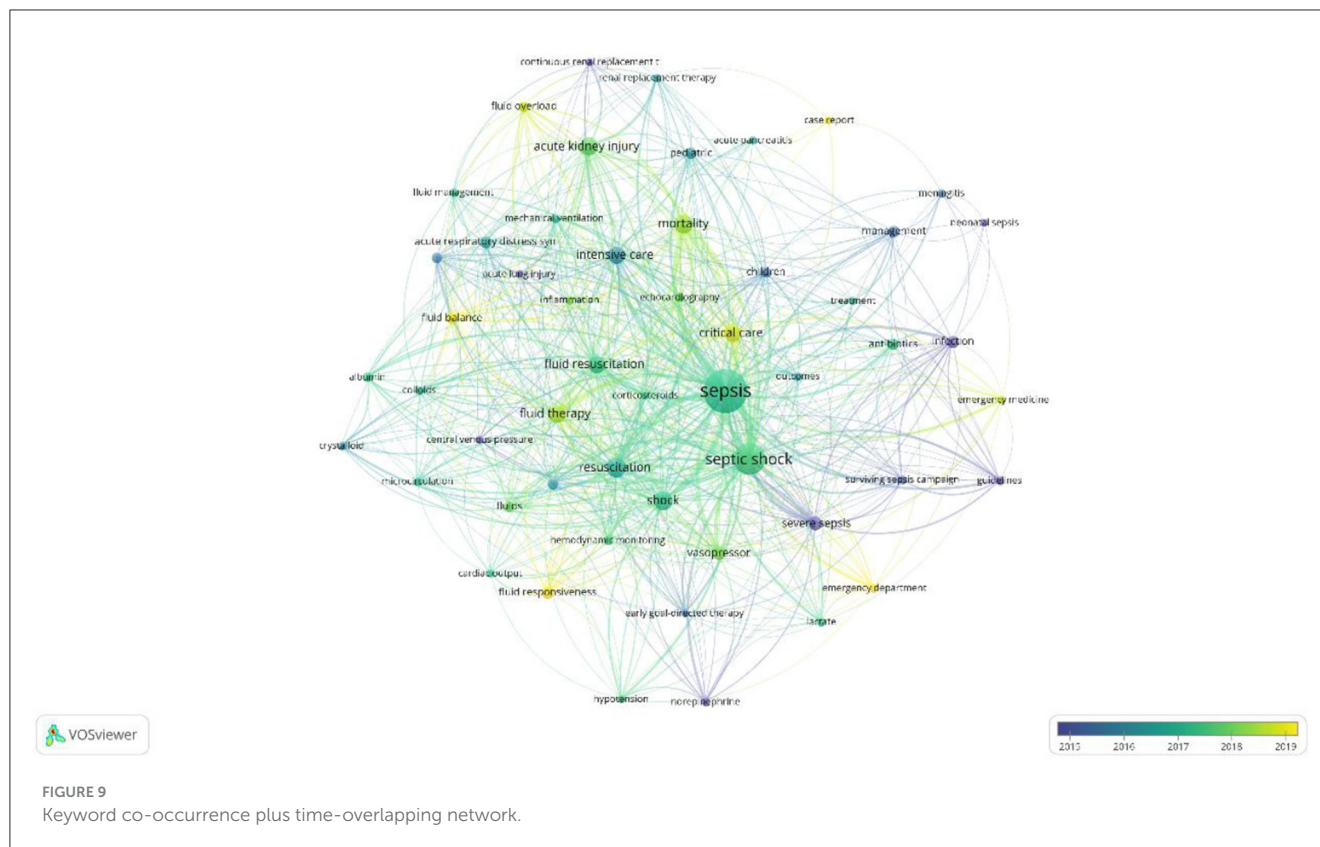 continuous renal replacement t
renal replacement therapy
fluid overload
case report
acute kidney injury
acute pancreatitis
pediatric
fluid management
meningitis
mechanical ventilation
mortality
neonatal sepsis
management
acute respiratory distress syn
intensive care
acute lung injury
children
inflammation
echocardiography
treatment
fluid balance
critical care
antibiotics
infection
fluid resuscitation
albumin
outcomes
colloids
corticosteroids
sepsis
emergency medicine
fluid therapy
central venous pressure
crystalloid
septic shock
resuscitation
microcirculation
surviving sepsis campaign
guidelines
shock
fluids
severe sepsis
hemodynamic monitoring
vasopressor
cardiac output
fluid responsiveness
emergency department
early goal-directed therapy
lactate
hypotension
norepinephrine
VOSviewer
2015 2016 2017 2018 2019
FIGURE 9
Keyword co-occurrence plus time-overlapping network.